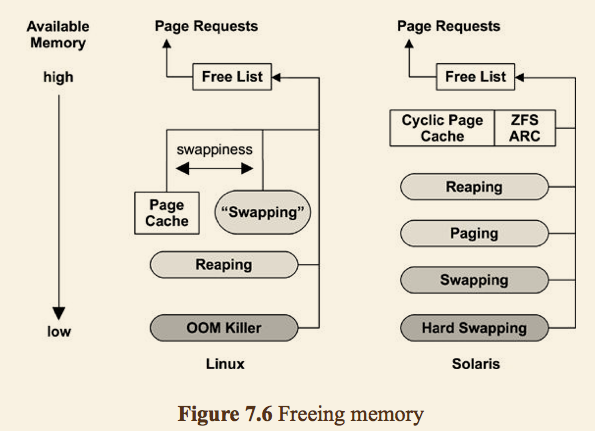 Available
Memory
high
low
Page Requests
Free List
swappiness
Page
Cache
“Swapping”
Reaping
OOM Killer
Linux
Page Requests
Free List
Cyclic Page
Cache
ZFS
ARC
Reaping
Paging
Swapping
Hard Swapping
Solaris
Figure 7.6 Freeing memory